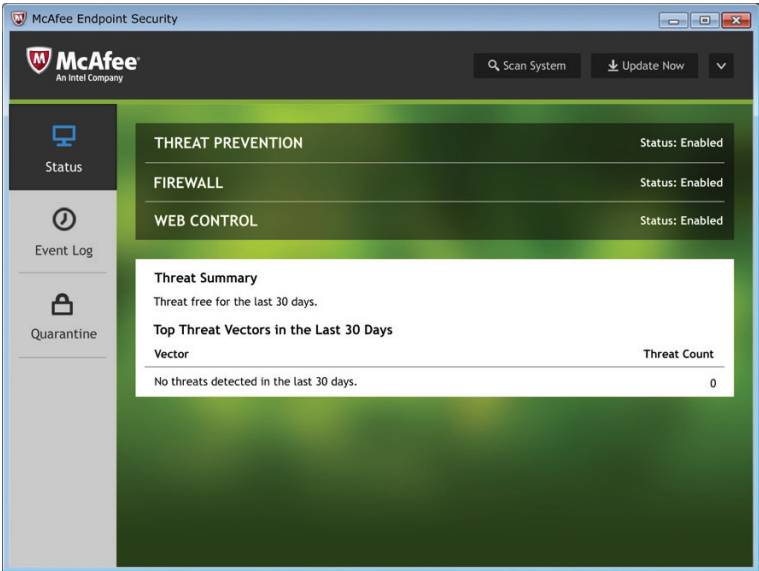 McAfee Endpoint Security
McAfee
An Intel Company
Scan System
Update Now
Status
Event Log
Quarantine
THREAT PREVENTION Status: Enabled
FIREWALL Status: Enabled
WEB CONTROL Status: Enabled
Threat Summary
Threat free for the last 30 days.
Top Threat Vectors in the Last 30 Days
Vector Threat Count
No threats detected in the last 30 days. 0